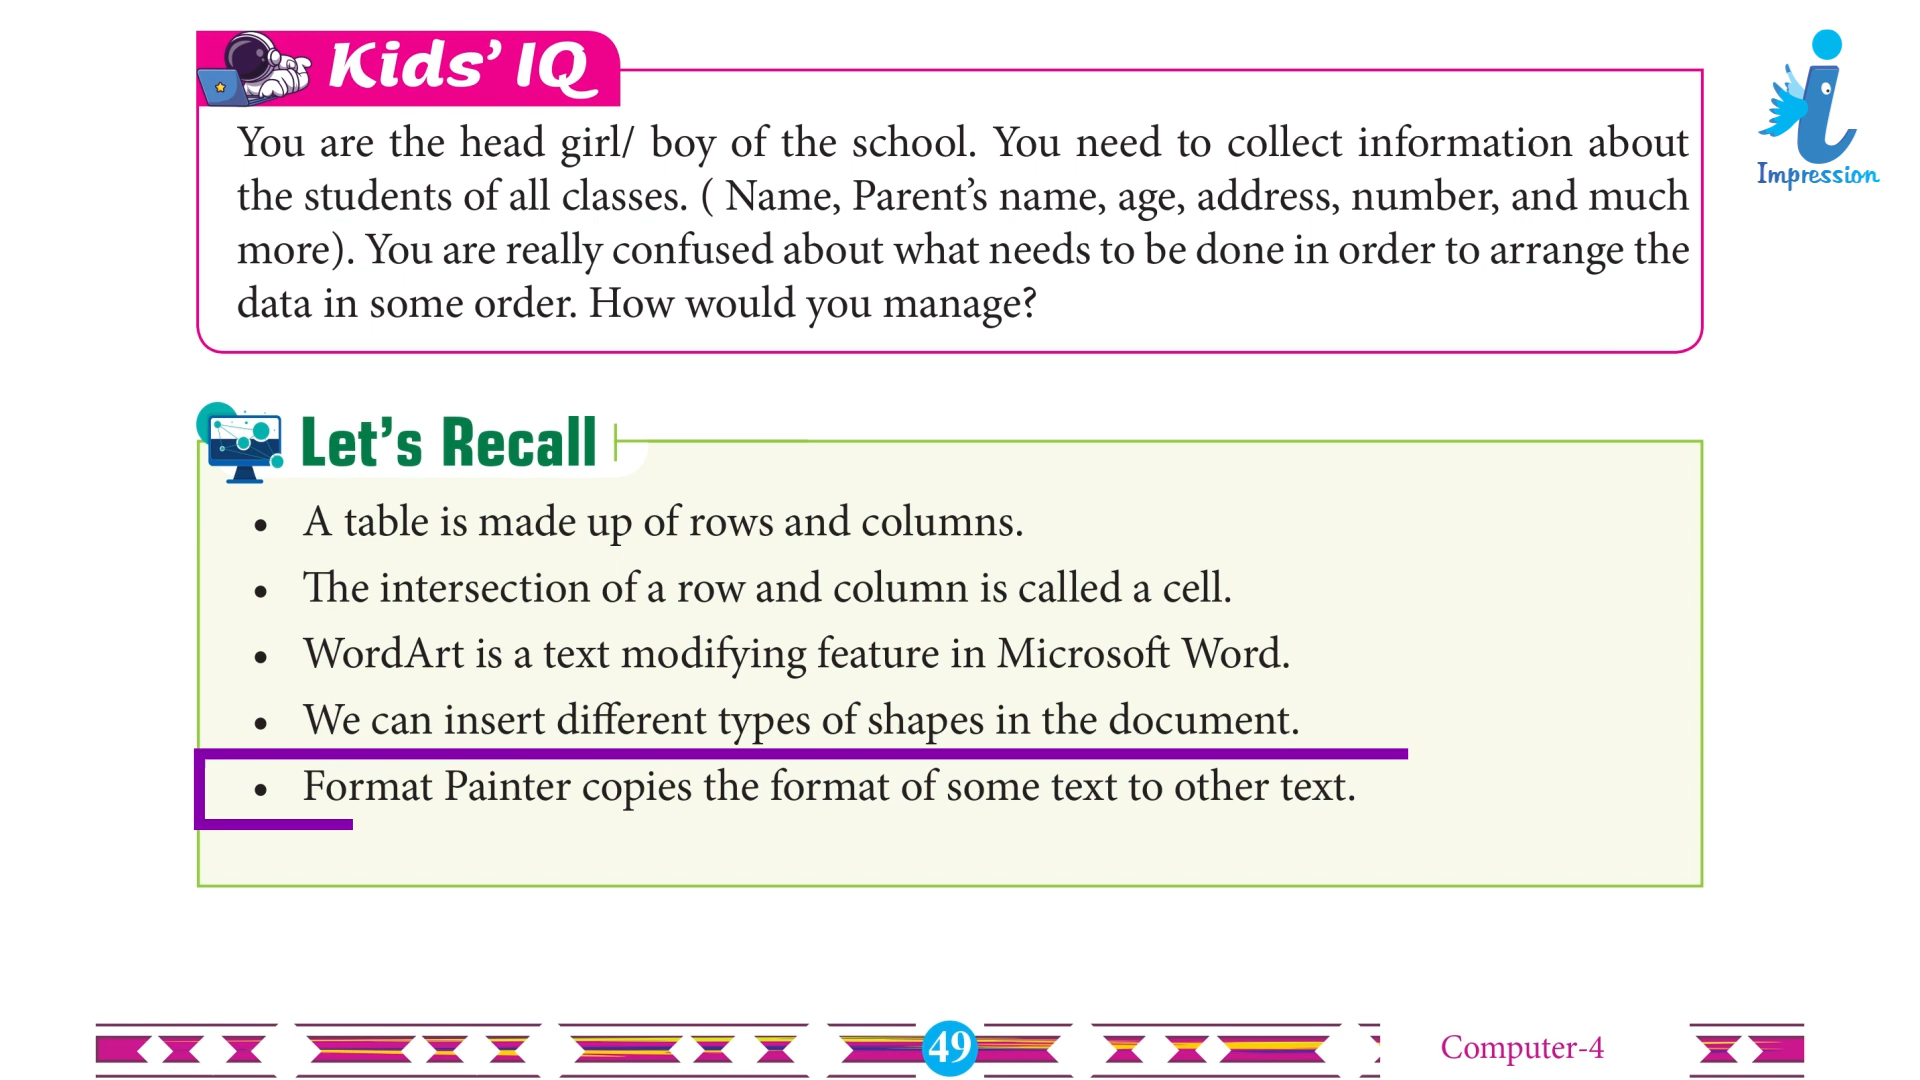 Kids' IQ
Impression
You are the head girl/ boy of the school. You need to collect information about
the students of all classes. ( Name, Parent's name, age, address, number, and much
more). You are really confused about what needs to be done in order to arrange the
data in some order. How would you manage?
Let's Recall
• A table is made up of rows and columns.
• The intersection of a row and column is called a cell.
• WordArt is a text modifying feature in Microsoft Word.
• We can insert different types of shapes in the document.
• Format Painter copies the format of some text to other text.
49
Computer-4